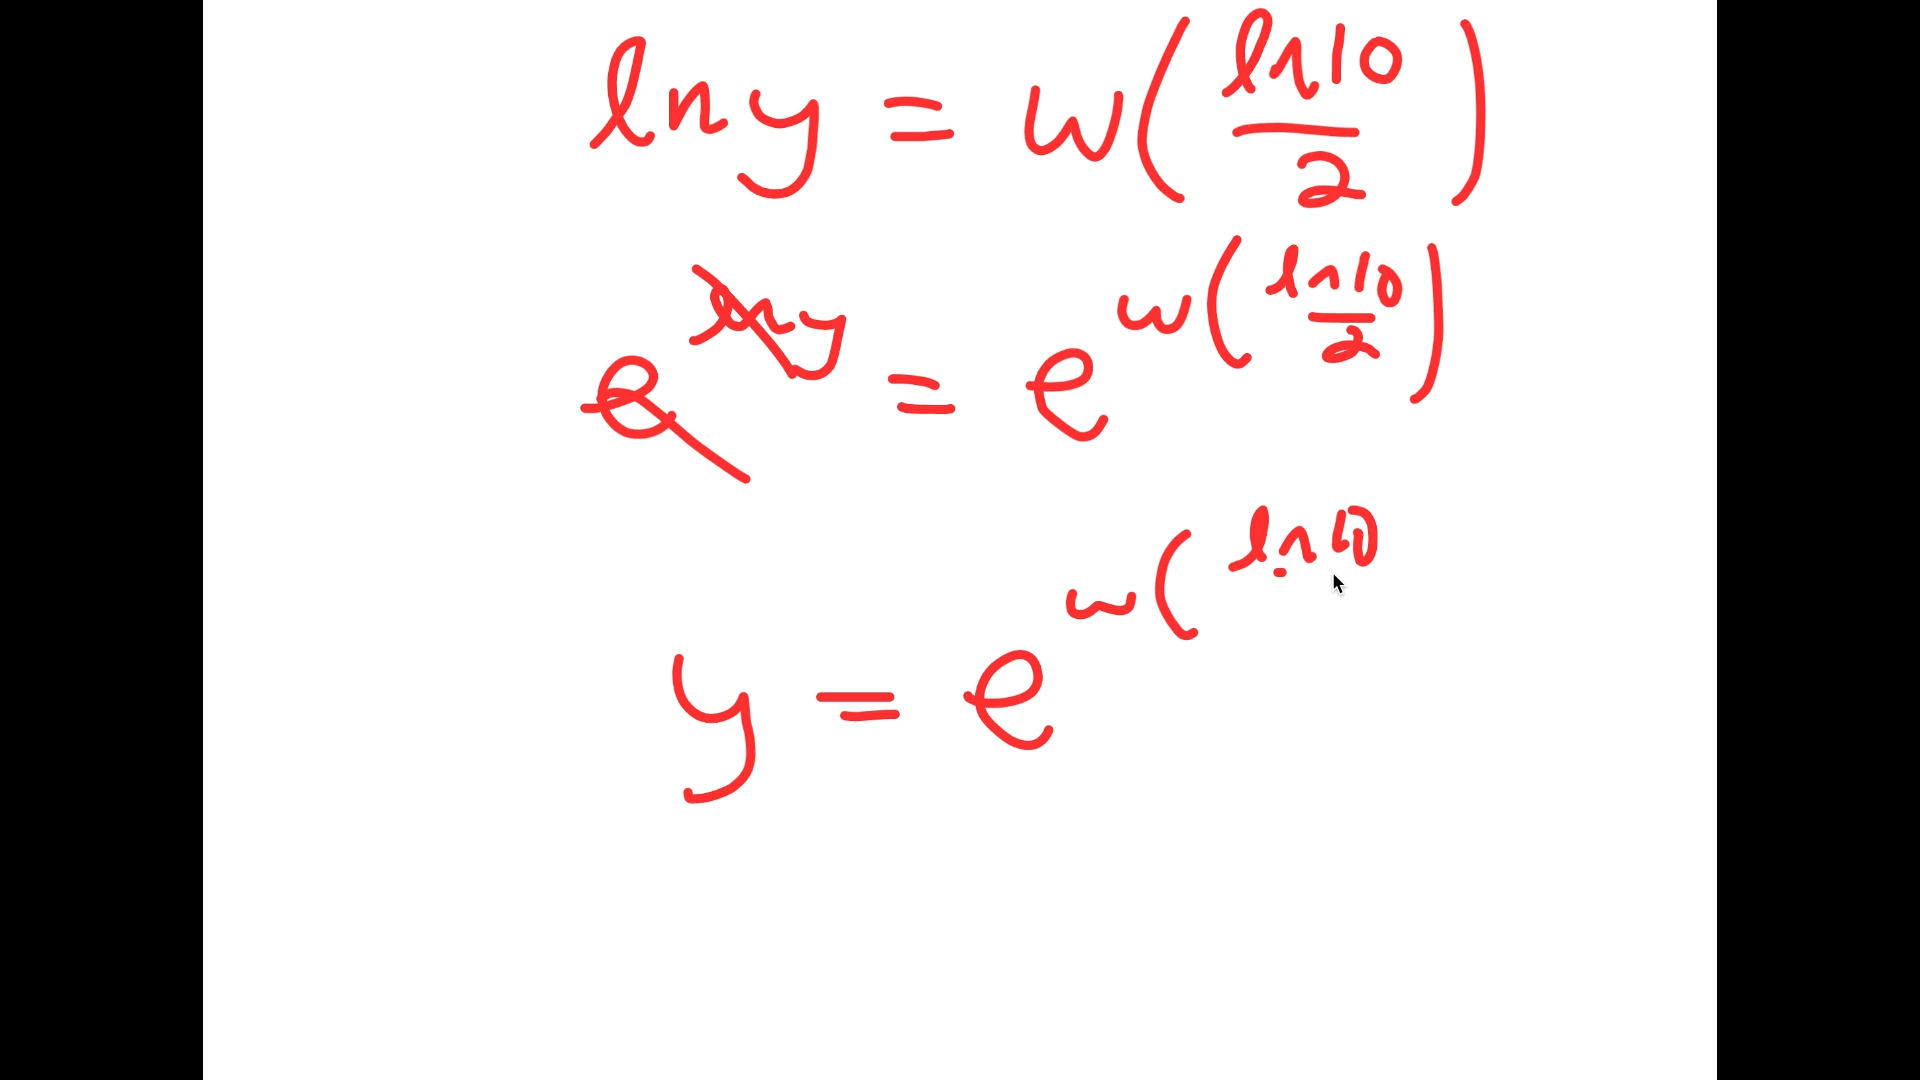 ln y = W(ln10/2)
e^ln y = e^W(ln10/2)
y = e^W(ln10